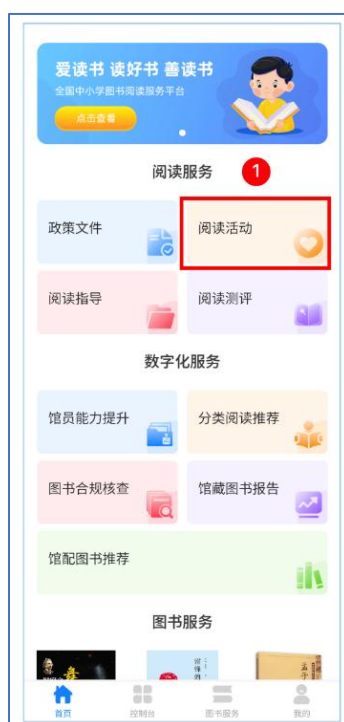 爱读书 读好书 善读书
全国中小学图书阅读服务平台
点击查看
阅读服务
1
政策文件
阅读活动
阅读指导
阅读测评
数字化服务
馆员能力提升
分类阅读推荐
图书合规核查
馆藏图书报告
馆配图书推荐
图书服务
首页
控制台
图书服务
我的